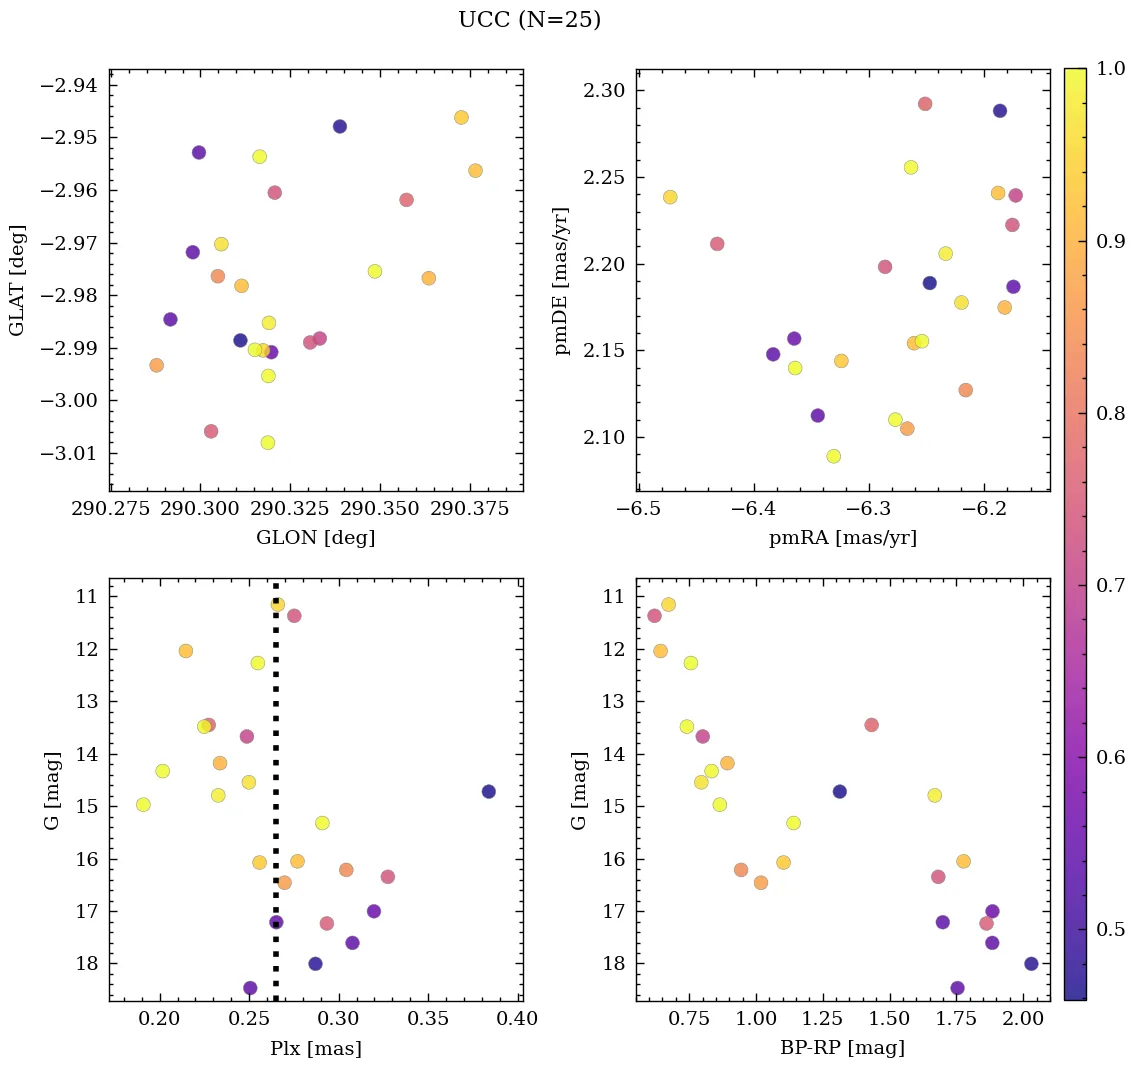 UCC (N=25)
−2.94
−2.95
−2.96
−2.97
−2.98
−2.99
−3.00
−3.01
GLAT [deg]
290.275 290.300 290.325 290.350 290.375
GLON [deg]
2.30
2.25
2.20
2.15
2.10
pmDE [mas/yr]
−6.5 −6.4 −6.3 −6.2
pmRA [mas/yr]
1.0
0.9
0.8
0.7
0.6
0.5
11
12
13
14
15
16
17
18
G [mag]
0.20 0.25 0.30 0.35 0.40
Plx [mas]
11
12
13
14
15
16
17
18
G [mag]
0.75 1.00 1.25 1.50 1.75 2.00
BP-RP [mag]